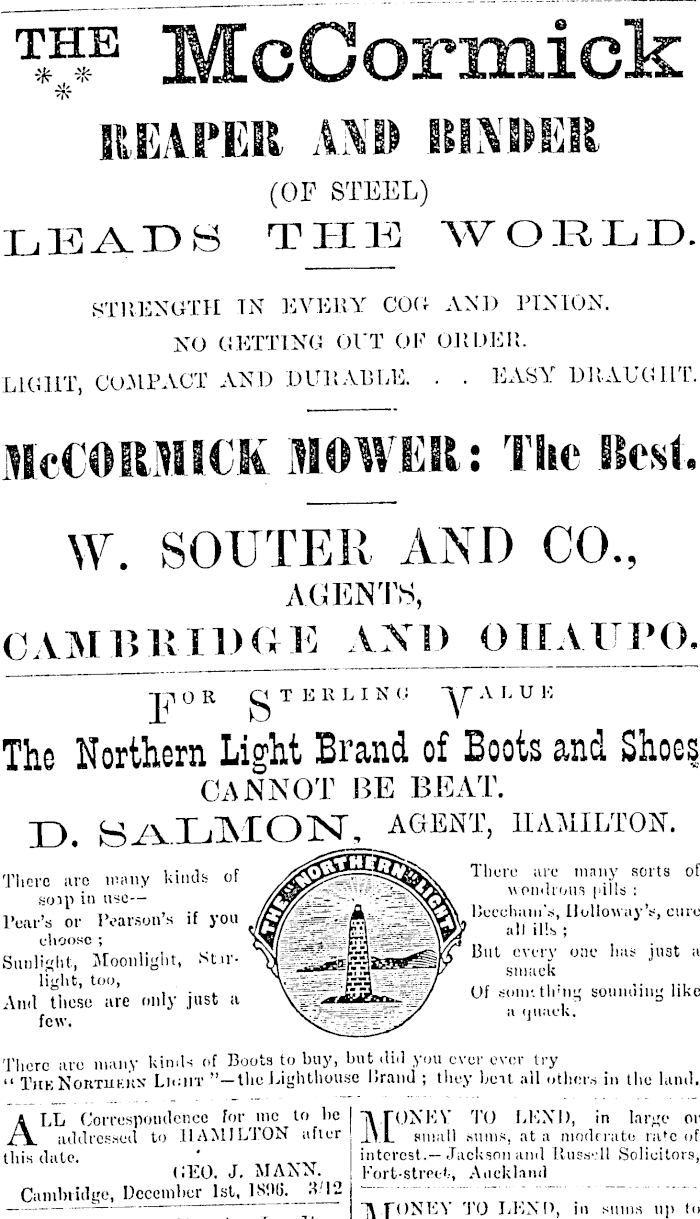 THE McCormick
REAPER AND BINDER
(OF STEEL)
LEADS THE WORLD.
STRENGTH IN EVERY COG AND PINION.
NO GETTING OUT OF ORDER.
LIGHT, COMPACT AND DURABLE. . . EASY DRAUGHT.
McCORMICK MOWER: The Best.
W. SOUTER AND CO.,
AGENTS,
CAMBRIDGE AND OHAUPO.
FOR STERLING VALUE
The Northern Light Brand of Boots and Shoes
CANNOT BE BEAT.
D. SALMON, AGENT, HAMILTON.
There are many kinds of
soap in use--
Pear's or Pearson's if you
choose;
Sunlight, Moonlight, Star-
light, too,
And these are only just a
few.
THE NORTHERN LIGHT
There are many sorts of
wondrous pills:
Beecham's, Holloway's, cure
all ills;
But every one has just a
smack
Of something sounding like
a quack.
There are many kinds of Boots to buy, but did you ever ever try
"THE NORTHERN LIGHT"—the Lighthouse Brand; they beat all others in the land.
ALL Correspondence for me to be
addressed to HAMILTON after
this date.
GEO. J. MANN.
Cambridge, December 1st, 1896. 3/12
MONEY TO LEND, in large or
small sums, at a moderate rate of
interest.—Jackson and Russell Solicitors,
Fort-street, Auckland
MONEY TO LEND, in sums up to